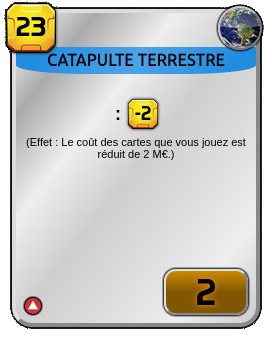 23
CATAPULTE TERRESTRE
: -2
(Effet : Le coût des cartes que vous jouez est
réduit de 2 M€.)
2